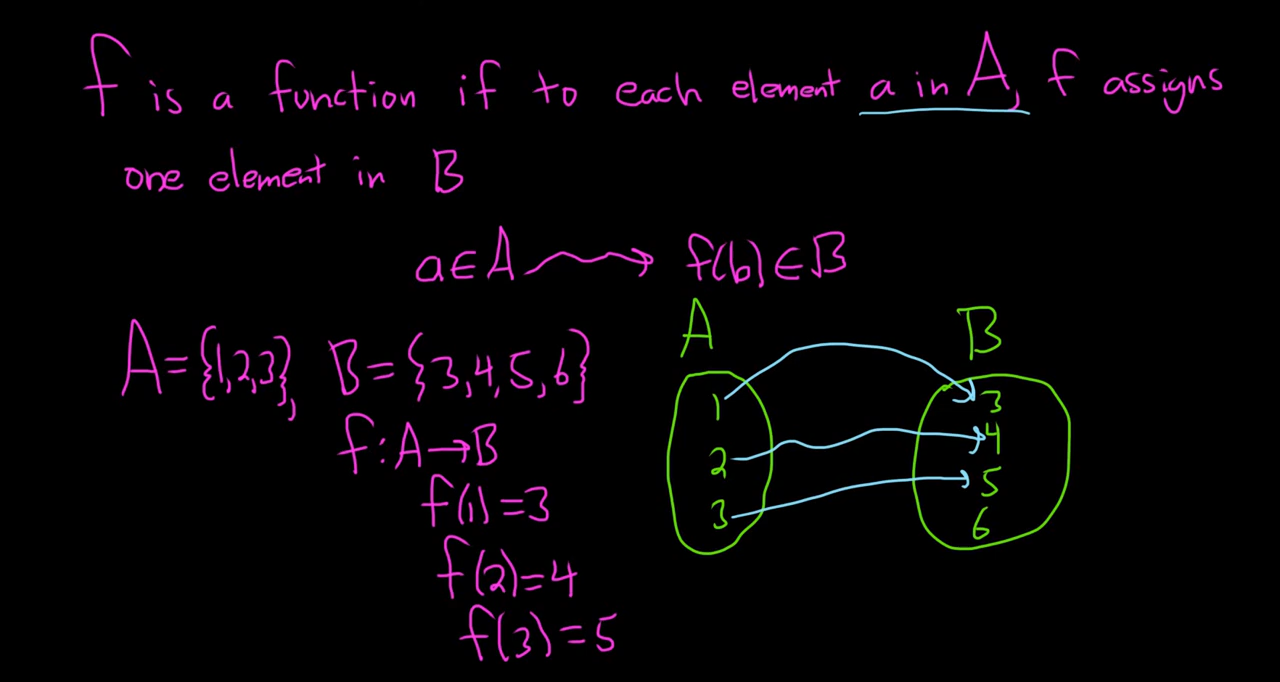 f is a function if to each element a in A, f assigns
one element in B
a∈A → f(b)∈B
A={1,2,3}, B={3,4,5,6}
f:A→B
f(1)=3
f(2)=4
f(3)=5
A
B
1
2
3
3
4
5
6